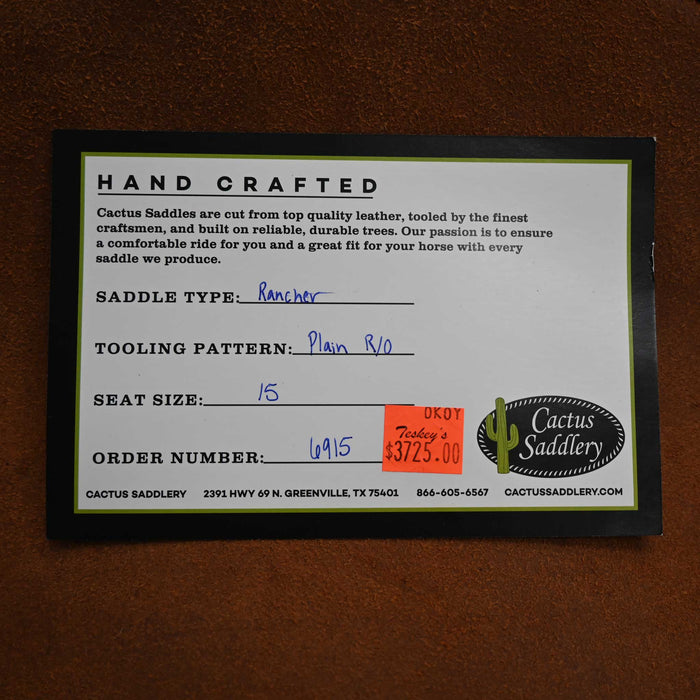 HAND CRAFTED
Cactus Saddles are cut from top quality leather, tooled by the finest
craftsmen, and built on reliable, durable trees. Our passion is to ensure
a comfortable ride for you and a great fit for your horse with every
saddle we produce.
SADDLE TYPE: Rancher
TOOLING PATTERN: Plain R/O
SEAT SIZE: 15
ORDER NUMBER: 6915
DKOY
Teskey's
$3725.00
Cactus
Saddlery
CACTUS SADDLERY 2391 HWY 69 N. GREENVILLE, TX 75401 866-605-6567 CACTUSSADDLERY.COM